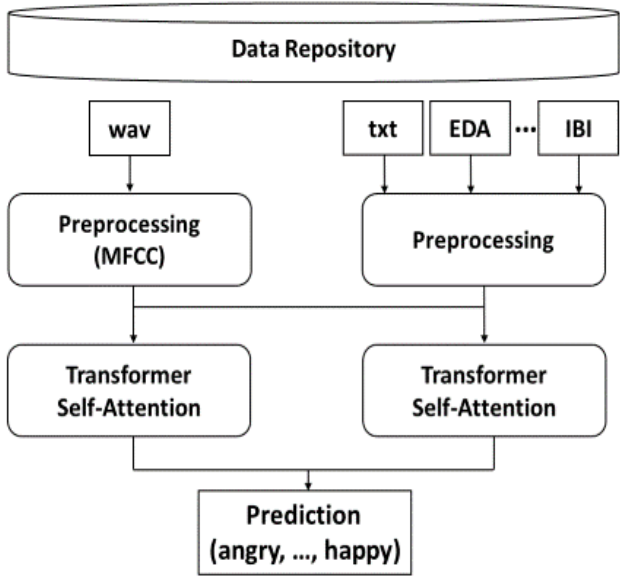 Data Repository
wav
txt
EDA
...
IBI
Preprocessing
(MFCC)
Preprocessing
Transformer
Self-Attention
Transformer
Self-Attention
Prediction
(angry, ..., happy)